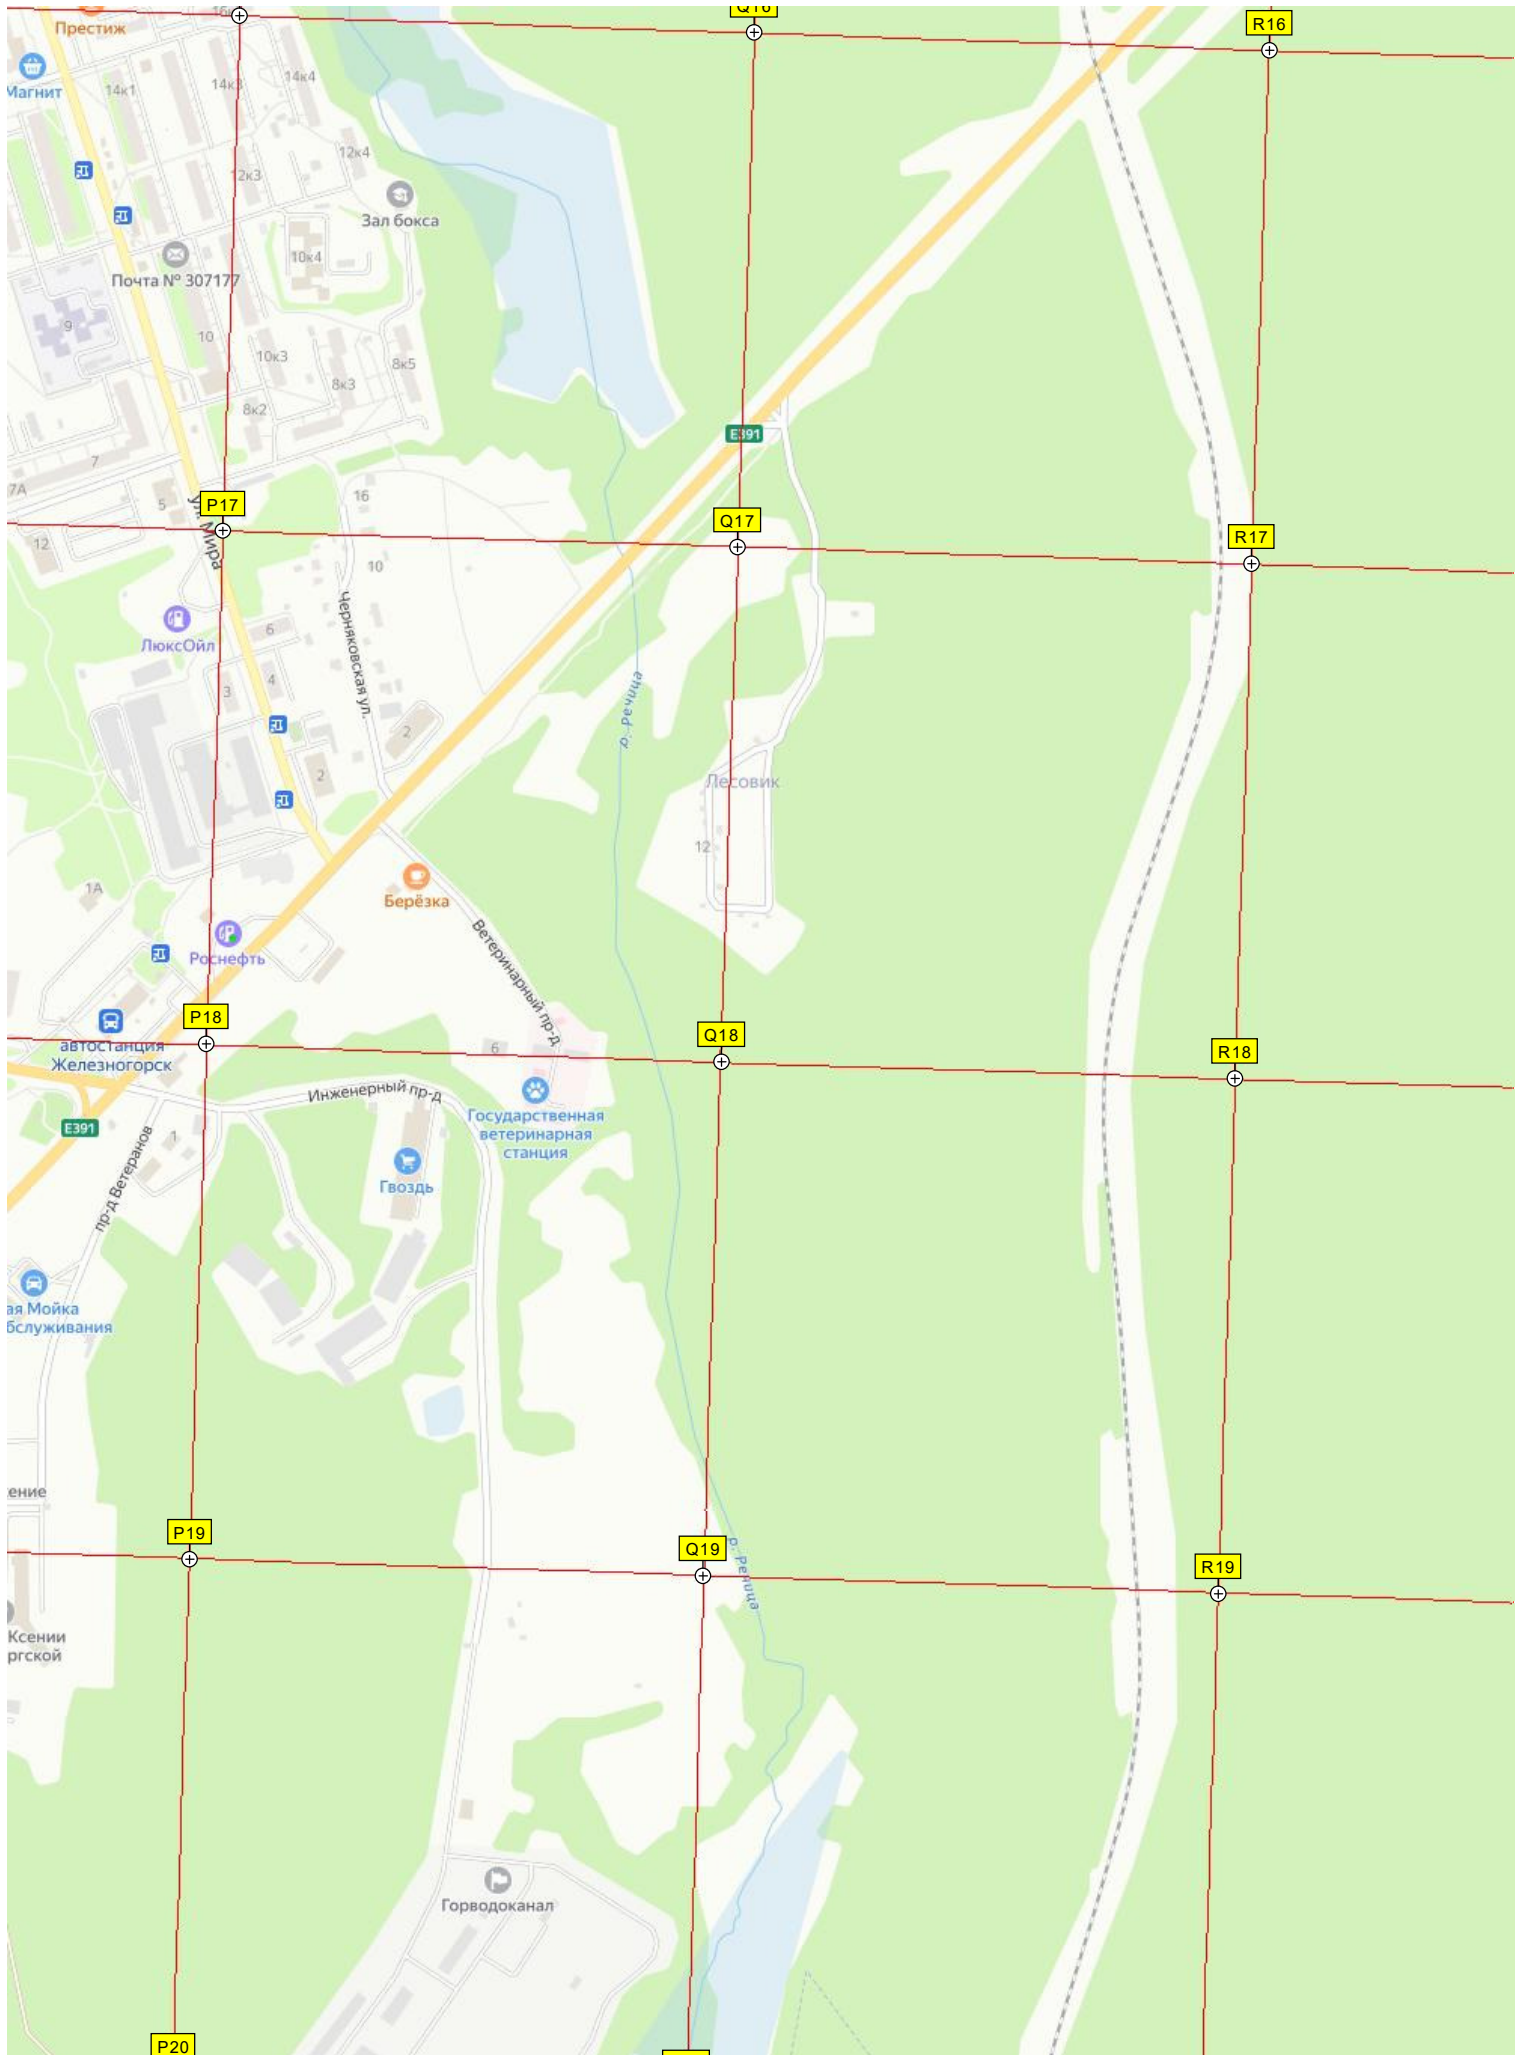 Q16
R16
Престиж
Магнит
14к1
14к3
14к4
12к4
12к3
Зал бокса
10к4
Почта № 307177
9
10
10к3
8к5
8к3
8к2
E391
7
7А
5
16
P17
Q17
R17
ул. Мира
12
10
ЛюксОйл
6
Черняковская ул.
4
3
р. Речица
2
2
Лесовик
12
1А
Берёзка
Ветеринарный пр-д
Роснефть
P18
Q18
R18
автостанция
Железногорск
6
Инженерный пр-д
Государственная
ветеринарная
станция
E391
1
пр-д Ветеранов
Гвоздь
ая Мойка
бслуживания
ение
P19
Q19
R19
р. Речица
Ксении
ргской
Горводоканал
P20